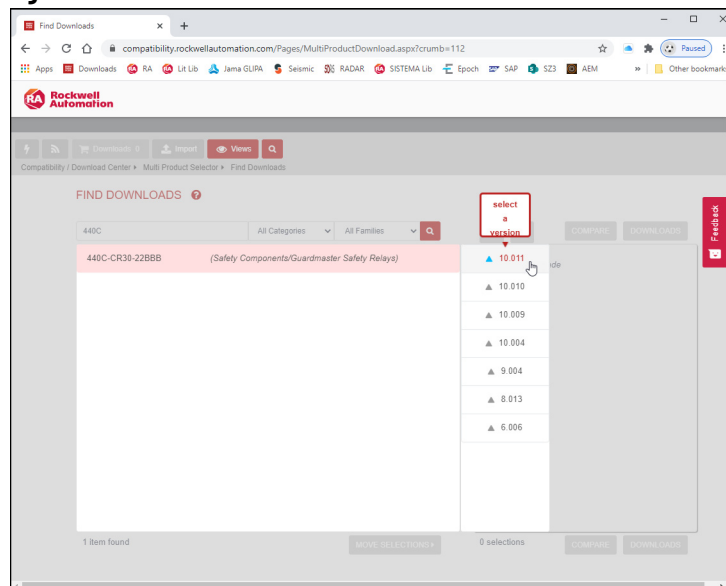 Find Downloads
compatibility.rockwellautomation.com/Pages/MultiProductDownload.aspx?crumb=112
Paused
Apps Downloads RA Lit Lib Jama GLIPA Seismic RADAR SISTEMA Lib Epoch SAP SZ3 AEM » Other bookmarks
RA Rockwell Automation
Downloads 0 Import Views
Compatibility / Download Center Multi Product Selector Find Downloads
FIND DOWNLOADS
select
a
version
440C All Categories All Families COMPARE DOWNLOADS
Feedback
440C-CR30-22BBB (Safety Components/Guardmaster Safety Relays) 10.011
10.010
10.009
10.004
9.004
8.013
6.006
1 item found MOVE SELECTIONS 0 selections COMPARE DOWNLOADS